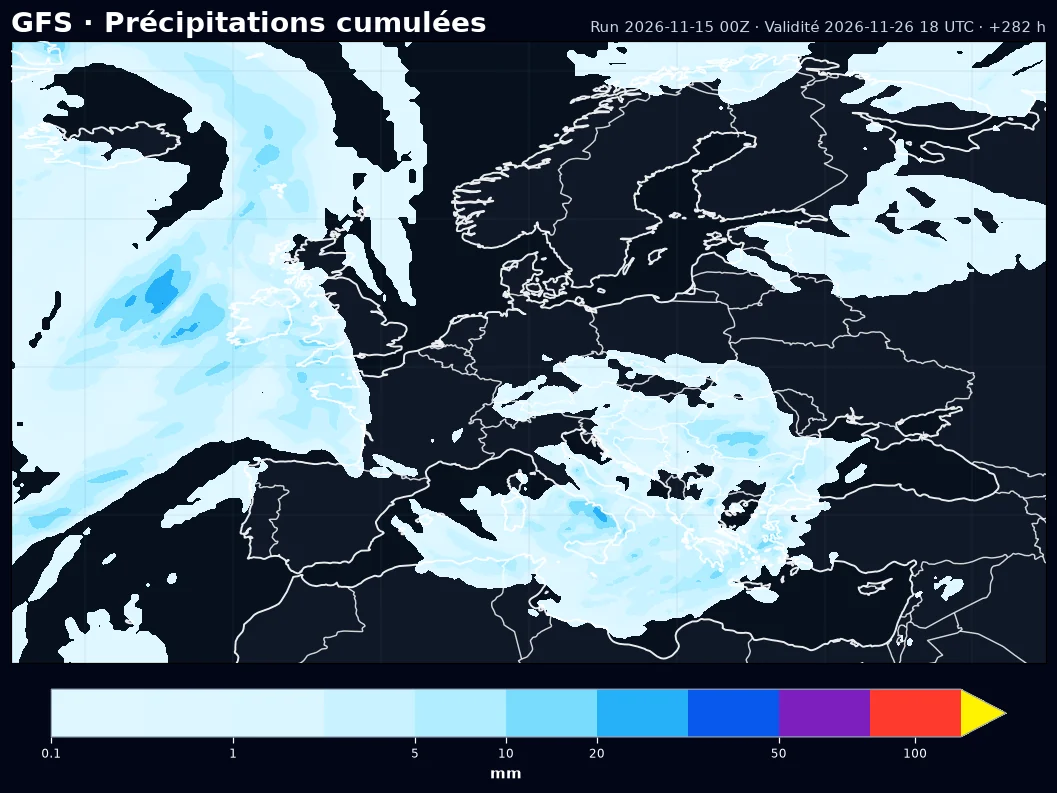 GFS · Précipitations cumulées
Run 2026-11-15 00Z · Validité 2026-11-26 18 UTC · +282 h
0.1 1 5 10 20 50 100
mm